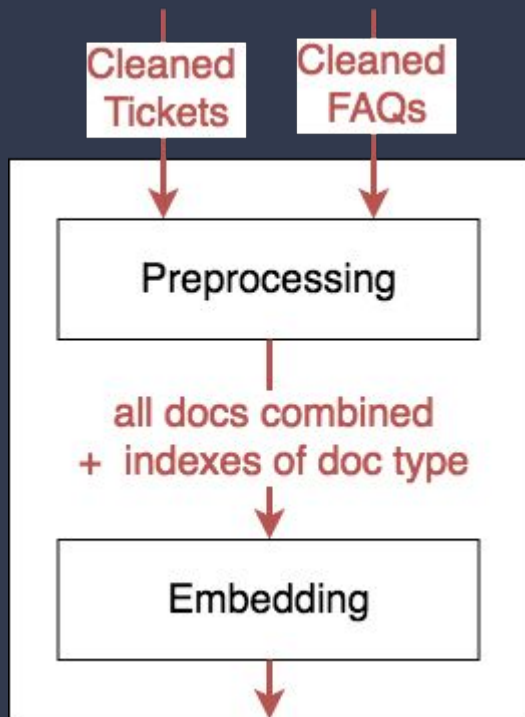 Cleaned
Tickets
Cleaned
FAQs
Preprocessing
all docs combined
+ indexes of doc type
Embedding